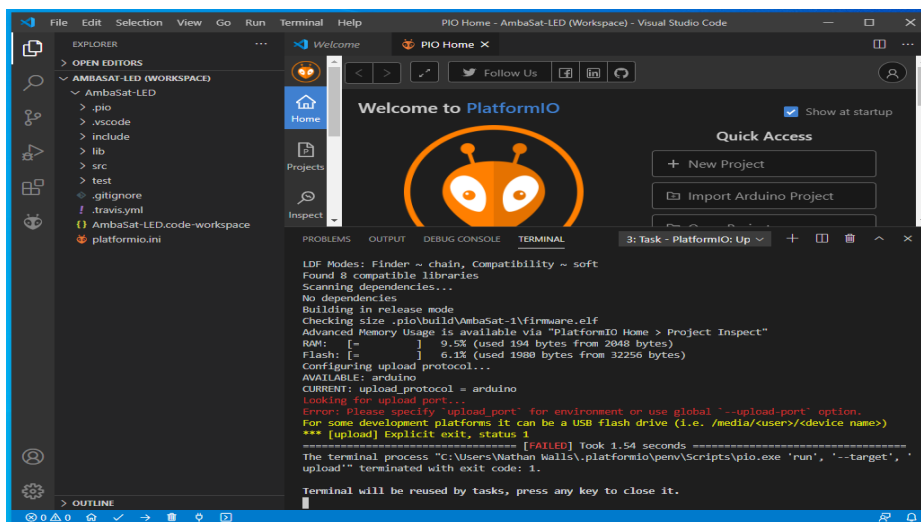 File Edit Selection View Go Run Terminal Help PIO Home - AmbaSat-LED (Workspace) - Visual Studio Code
EXPLORER
Welcome
PIO Home
OPEN EDITORS
AMBASAT-LED (WORKSPACE)
AmbaSat-LED
.pio
.vscode
include
lib
src
test
.gitignore
.travis.yml
{} AmbaSat-LED.code-workspace
platformio.ini
OUTLINE
Home
Projects
Inspect
Follow Us
Welcome to PlatformIO
Show at startup
Quick Access
+ New Project
Import Arduino Project
PROBLEMS OUTPUT DEBUG CONSOLE TERMINAL 3: Task - PlatformIO: Up
LDF Modes: Finder ~ chain, Compatibility ~ soft
Found 8 compatible libraries
Scanning dependencies...
No dependencies
Building in release mode
Checking size .pio\build\AmbaSat-1\firmware.elf
Advanced Memory Usage is available via "PlatformIO Home > Project Inspect"
RAM: [= ] 9.5% (used 194 bytes from 2048 bytes)
Flash: [= ] 6.1% (used 1980 bytes from 32256 bytes)
Configuring upload protocol...
AVAILABLE: arduino
CURRENT: upload_protocol = arduino
Looking for upload port...
Error: Please specify `upload_port` for environment or use global `--upload-port` option.
For some development platforms it can be a USB flash drive (i.e. /media/<user>/<device name>)
*** [upload] Explicit exit, status 1
================================== [FAILED] Took 1.54 seconds ==================================
The terminal process "C:\Users\Nathan Walls\.platformio\penv\Scripts\pio.exe 'run', '--target', '
upload'" terminated with exit code: 1.
Terminal will be reused by tasks, press any key to close it.
0 0